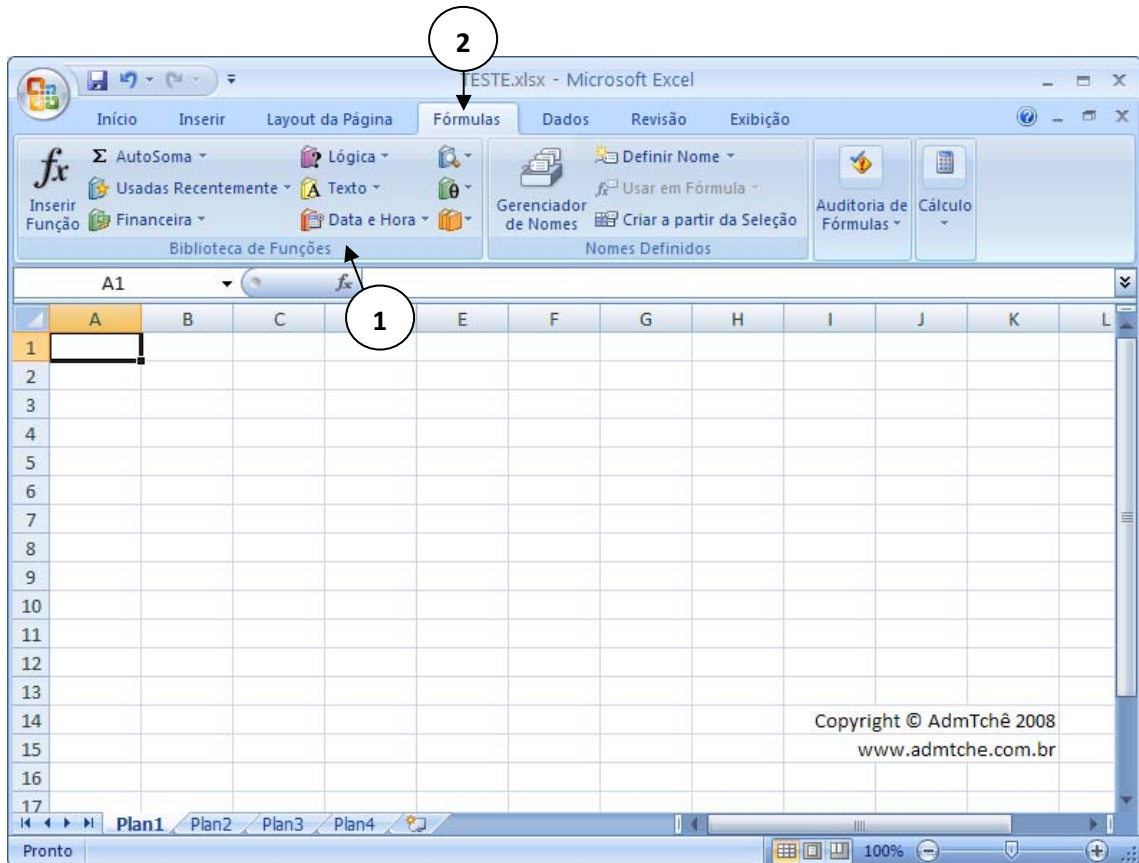 2
TESTE.xlsx - Microsoft Excel
Início Inserir Layout da Página Fórmulas Dados Revisão Exibição
fx Inserir Função
Σ AutoSoma
Usadas Recentemente
Financeira
Lógica
A Texto
Data e Hora
θ
Biblioteca de Funções
Gerenciador de Nomes
Definir Nome
fx Usar em Fórmula
Criar a partir da Seleção
Nomes Definidos
Auditoria de Fórmulas
Cálculo
A1 fx
1
A B C E F G H I J K L
1
2
3
4
5
6
7
8
9
10
11
12
13
14 Copyright © AdmTchê 2008
15 www.admtche.com.br
16
17
Plan1 Plan2 Plan3 Plan4
Pronto 100%